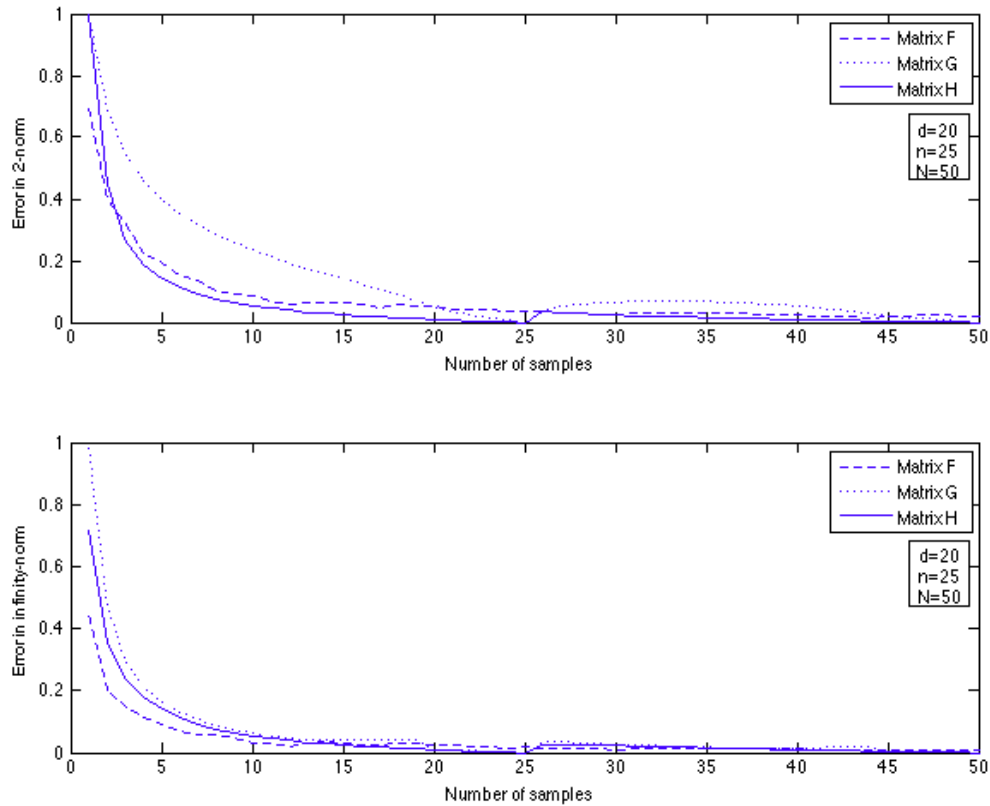 1
0.8
0.6
0.4
0.2
0
Error in 2-norm
Matrix F
Matrix G
Matrix H
d=20
n=25
N=50
0 5 10 15 20 25 30 35 40 45 50
Number of samples
1
0.8
0.6
0.4
0.2
0
Error in infinity-norm
Matrix F
Matrix G
Matrix H
d=20
n=25
N=50
0 5 10 15 20 25 30 35 40 45 50
Number of samples